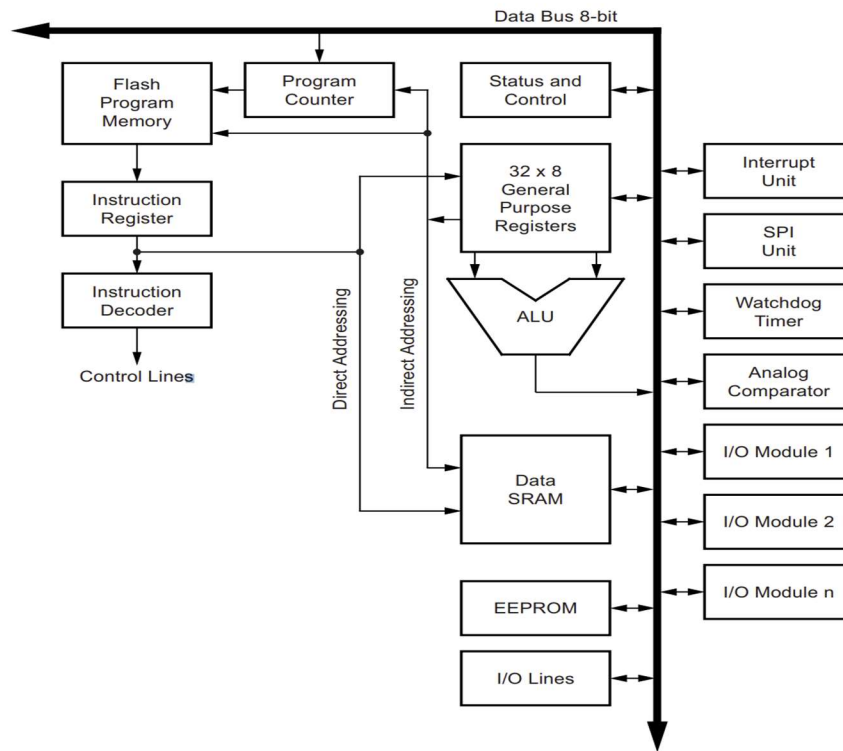 Data Bus 8-bit
Flash
Program
Memory
Program
Counter
Status and
Control
32 x 8
General
Purpose
Registers
Interrupt
Unit
Instruction
Register
SPI
Unit
Instruction
Decoder
Direct Addressing
Indirect Addressing
ALU
Watchdog
Timer
Control Lines
Analog
Comparator
Data
SRAM
I/O Module 1
I/O Module 2
EEPROM
I/O Module n
I/O Lines